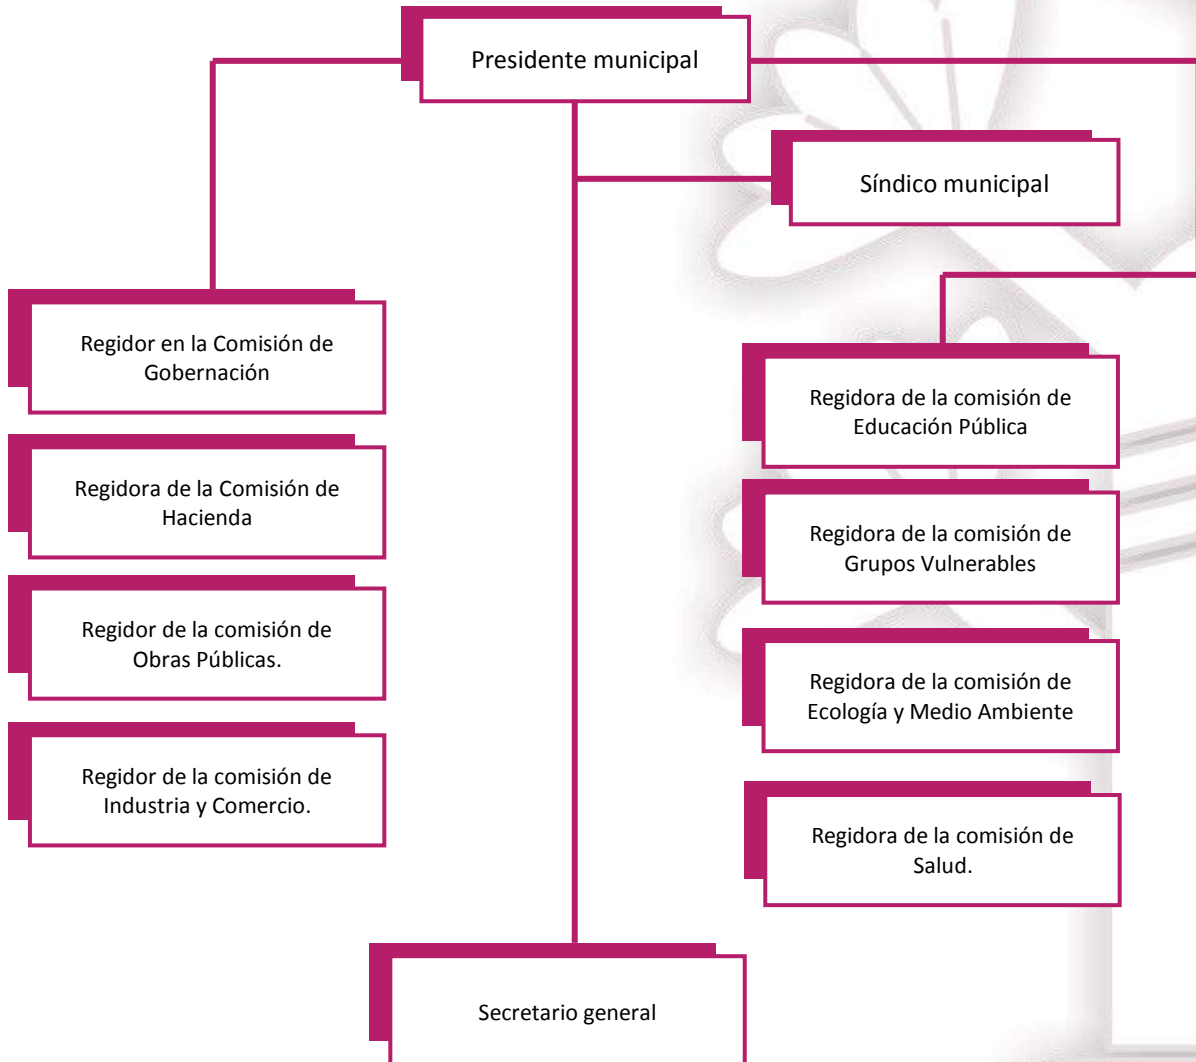 Presidente municipal
Síndico municipal
Regidor en la Comisión de
Gobernación
Regidora de la Comisión de
Hacienda
Regidor de la comisión de
Obras Públicas.
Regidor de la comisión de
Industria y Comercio.
Regidora de la comisión de
Educación Pública
Regidora de la comisión de
Grupos Vulnerables
Regidora de la comisión de
Ecología y Medio Ambiente
Regidora de la comisión de
Salud.
Secretario general